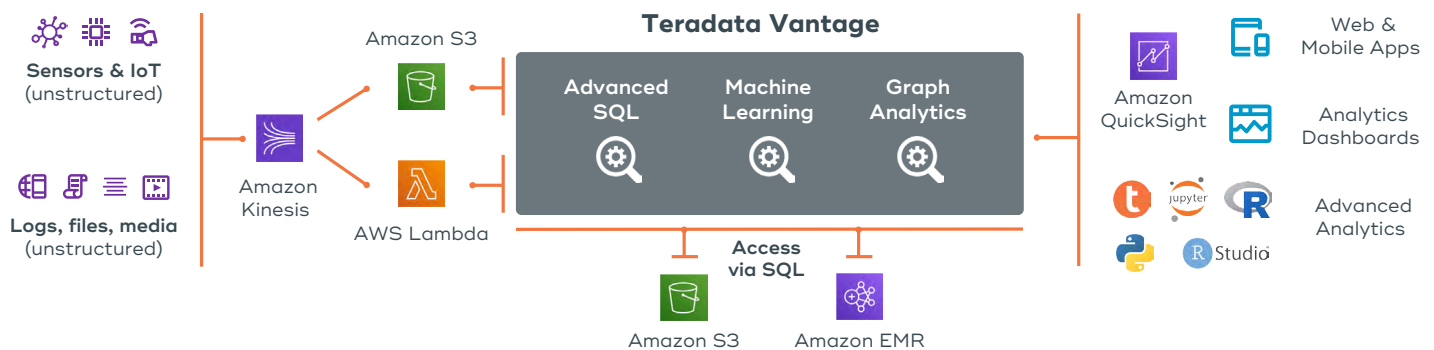 Teradata Vantage
Sensors & IoT
(unstructured)
Logs, files, media
(unstructured)
Amazon
Kinesis
Amazon S3
AWS Lambda
Advanced
SQL
Machine
Learning
Graph
Analytics
Access
via SQL
Amazon S3
Amazon EMR
Amazon
QuickSight
Web &
Mobile Apps
Analytics
Dashboards
t
jupyter
R
R Studio
Advanced
Analytics